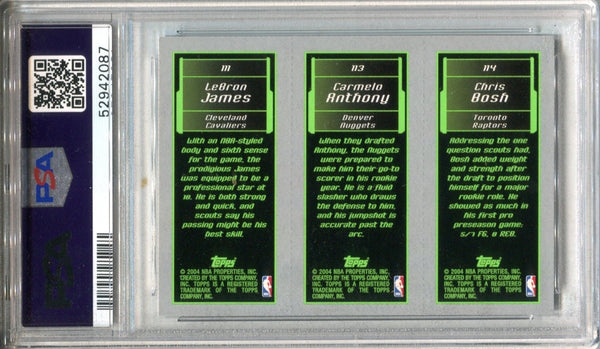 PSA
52942087
111
LeBron
James
Cleveland
Cavaliers
With an NBA-styled
body and sixth sense
for the game, the
prodigious James
was equipped to be a
professional star at
18. He is both strong
and quick, and
scouts say his
passing might be his
best skill.
Topps
© 2004 NBA PROPERTIES, INC.
CREATED BY THE TOPPS COMPANY,
INC. TOPPS IS A REGISTERED
TRADEMARK OF THE TOPPS
COMPANY, INC.
113
Carmelo
Anthony
Denver
Nuggets
When they drafted
Anthony, the Nuggets
were prepared to
make him their go-to
scorer in his rookie
year. He is a fluid
slasher who draws
the defense to him,
and his jumpshot is
accurate past the
arc.
Topps
© 2004 NBA PROPERTIES, INC.
CREATED BY THE TOPPS COMPANY,
INC. TOPPS IS A REGISTERED
TRADEMARK OF THE TOPPS
COMPANY, INC.
114
Chris
Bosh
Toronto
Raptors
Addressing the one
question scouts had,
Bosh added weight
and strength after
the draft to position
himself for a major
rookie role. He
showed as much in
his first pro
preseason game:
5/7 FG, 8 REB.
Topps
© 2004 NBA PROPERTIES, INC.
CREATED BY THE TOPPS COMPANY,
INC. TOPPS IS A REGISTERED
TRADEMARK OF THE TOPPS
COMPANY, INC.